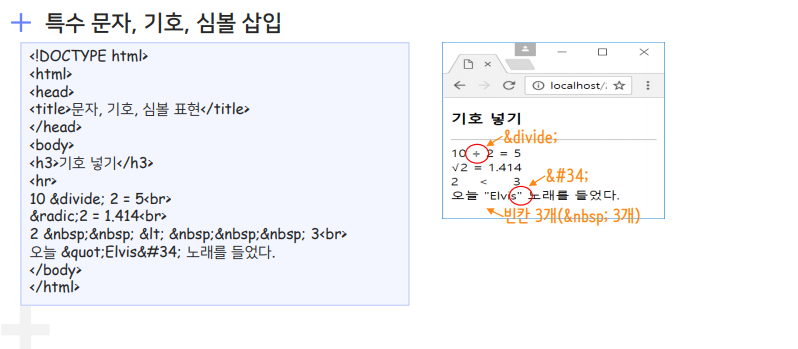 특수 문자, 기호, 심볼 삽입
<!DOCTYPE html>
<html>
<head>
<title>문자, 기호, 심볼 표현</title>
</head>
<body>
<h3>기호 넣기</h3>
<hr>
10 &divide; 2 = 5<br>
&radic;2 = 1.414<br>
2 &nbsp;&nbsp; &lt; &nbsp;&nbsp;&nbsp; 3<br>
오늘 &quot;Elvis&#34; 노래를 들었다.
</body>
</html>
localhost/
기호 넣기
&divide;
10 ÷ 2 = 5
√2 = 1.414
&#34;
2 < 3
오늘 "Elvis" 노래를 들었다.
빈칸 3개(&nbsp; 3개)